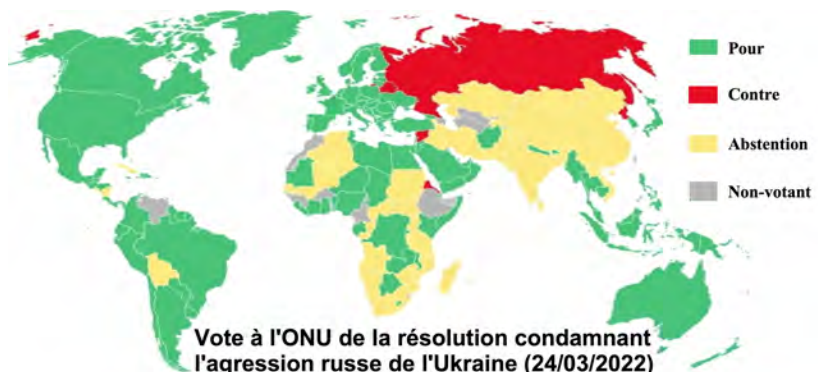 Pour
Contre
Abstention
Non-votant
Vote à l'ONU de la résolution condamnant
l'agression russe de l'Ukraine (24/03/2022)